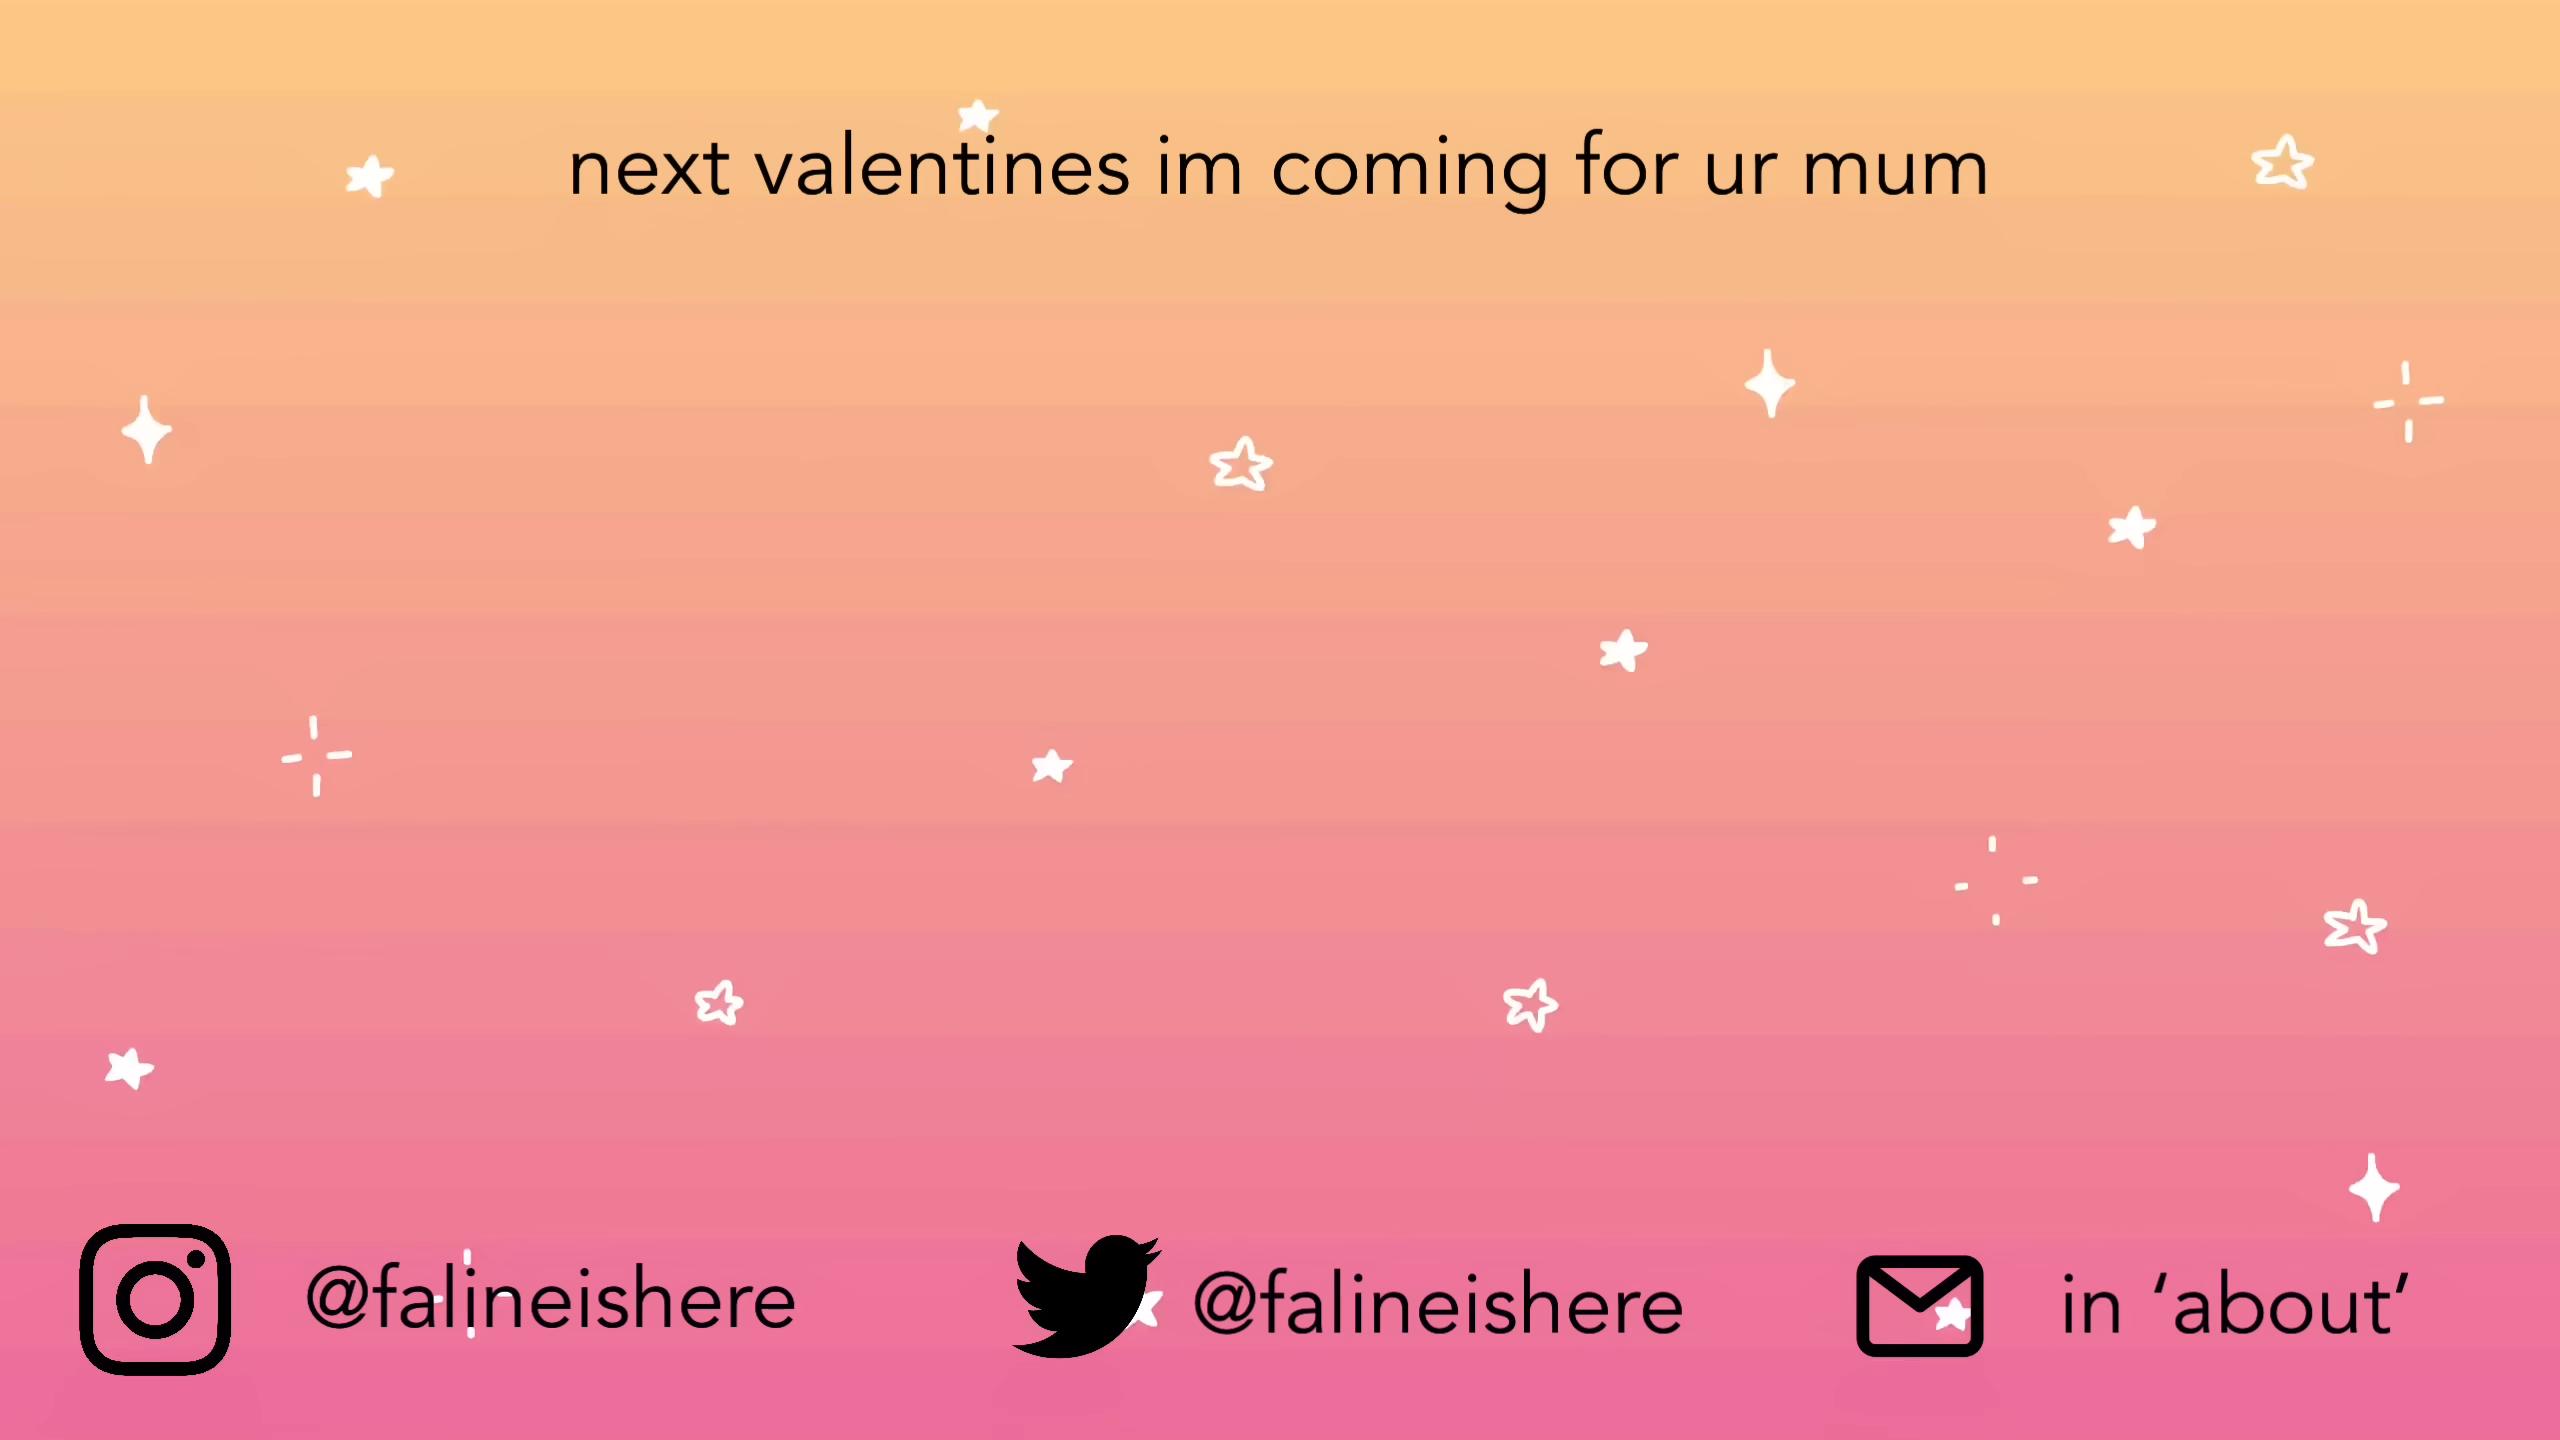 next valentines im coming for ur mum
@falineishere
@falineishere
in ‘about’